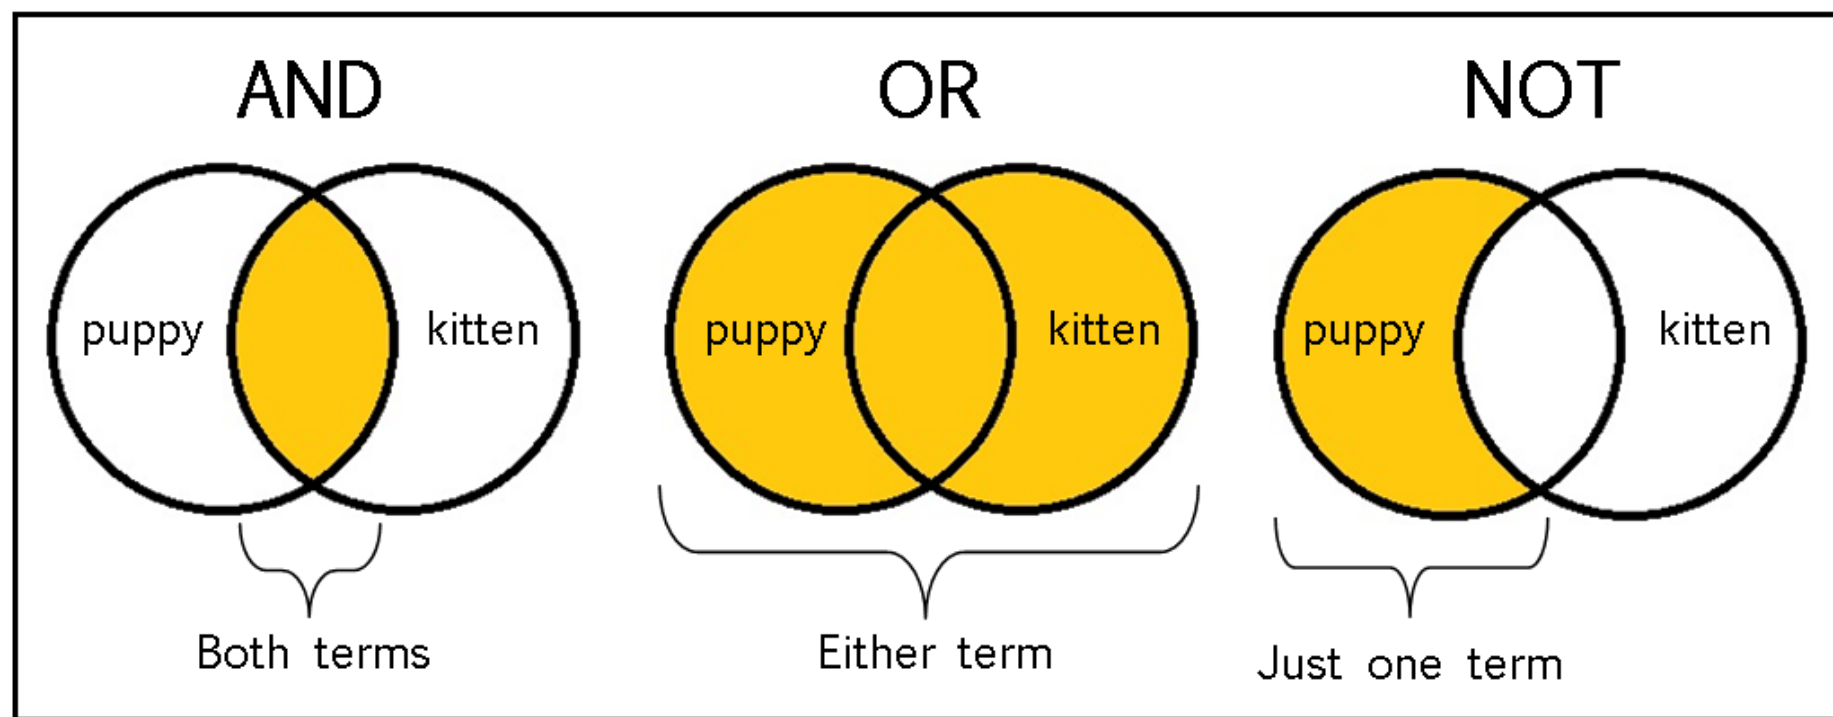 AND
OR
NOT
puppy
kitten
puppy
kitten
puppy
kitten
Both terms
Either term
Just one term